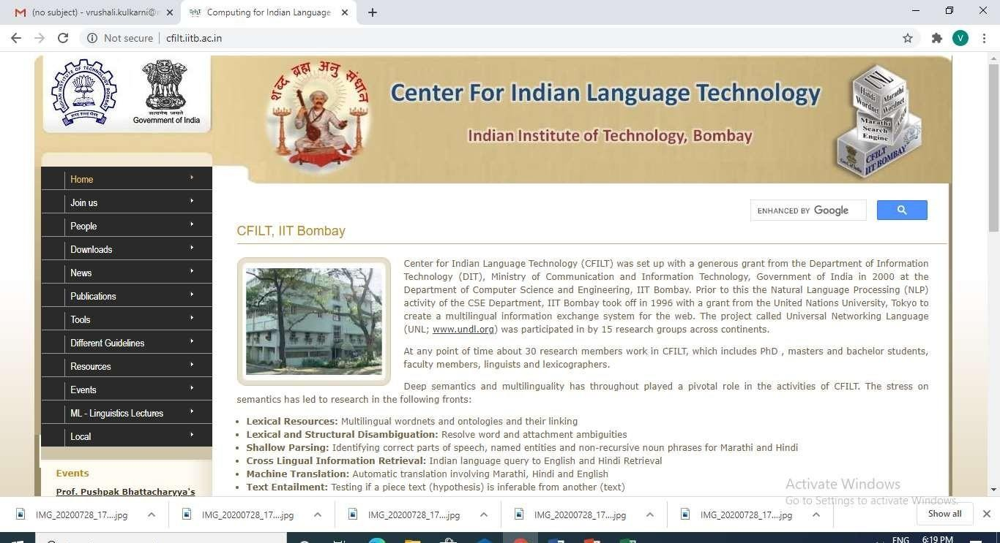 (no subject) - vrushali.kulkarni@
Computing for Indian Language
Not secure
cfilt.iitb.ac.in
V
INDIAN INSTITUTE OF TECHNOLOGY BOMBAY
सत्यमेव जयते
Government of India
शब्द ब्रह्म अनु संधान
Center For Indian Language Technology
Indian Institute of Technology, Bombay
UNL
Hindi Wordnet
Marathi Wordnet
Marathi Search Engine
CFILT
IIT BOMBAY
Home
Join us
People
Downloads
News
Publications
Tools
Different Guidelines
Resources
Events
ML - Linguistics Lectures
Local
Events
Prof. Pushpak Bhattacharyya's
ENHANCED BY Google
CFILT, IIT Bombay
Center for Indian Language Technology (CFILT) was set up with a generous grant from the Department of Information
Technology (DIT), Ministry of Communication and Information Technology, Government of India in 2000 at the
Department of Computer Science and Engineering, IIT Bombay. Prior to this the Natural Language Processing (NLP)
activity of the CSE Department, IIT Bombay took off in 1996 with a grant from the United Nations University, Tokyo to
create a multilingual information exchange system for the web. The project called Universal Networking Language
(UNL; www.undl.org) was participated in by 15 research groups across continents.
At any point of time about 30 research members work in CFILT, which includes PhD , masters and bachelor students,
faculty members, linguists and lexicographers.
Deep semantics and multilinguality has throughout played a pivotal role in the activities of CFILT. The stress on
semantics has led to research in the following fronts:
• Lexical Resources: Multilingual wordnets and ontologies and their linking
• Lexical and Structural Disambiguation: Resolve word and attachment ambiguities
• Shallow Parsing: Identifying correct parts of speech, named entities and non-recursive noun phrases for Marathi and Hindi
• Cross Lingual Information Retrieval: Indian language query to English and Hindi Retrieval
• Machine Translation: Automatic translation involving Marathi, Hindi and English
• Text Entailment: Testing if a piece text (hypothesis) is inferable from another (text)
Activate Windows
Go to Settings to activate Windows.
IMG_20200728_17....jpg
IMG_20200728_17....jpg
IMG_20200728_17....jpg
IMG_20200728_17....jpg
IMG_20200728_17....jpg
Show all
ENG
6:19 PM